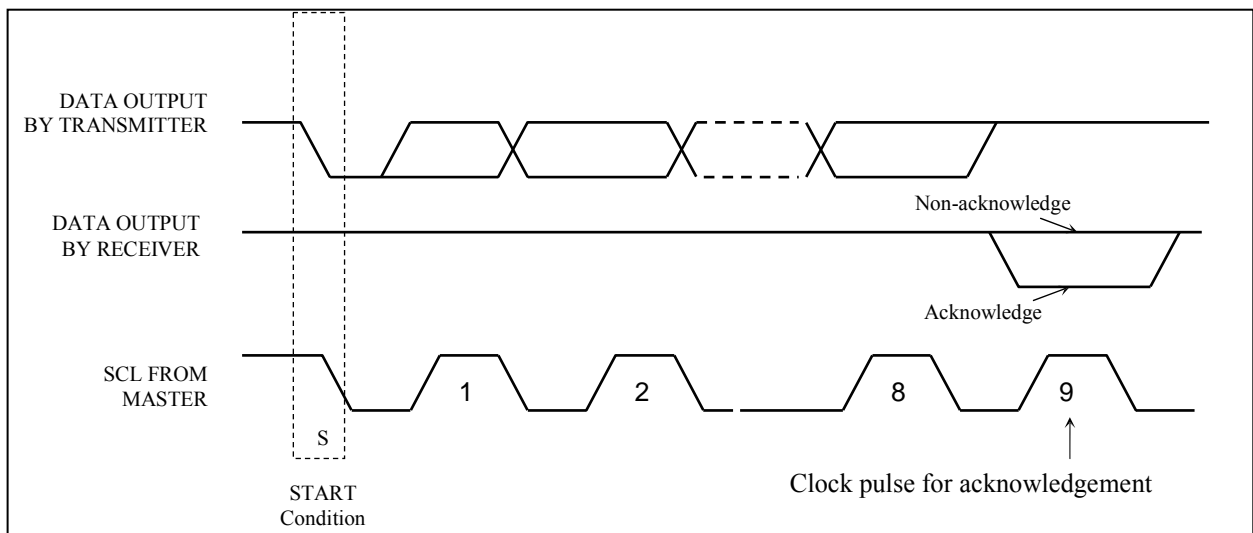 DATA OUTPUT
BY TRANSMITTER
Non-acknowledge
DATA OUTPUT
BY RECEIVER
Acknowledge
SCL FROM
MASTER
1
2
8
9
S
Clock pulse for acknowledgement
START
Condition